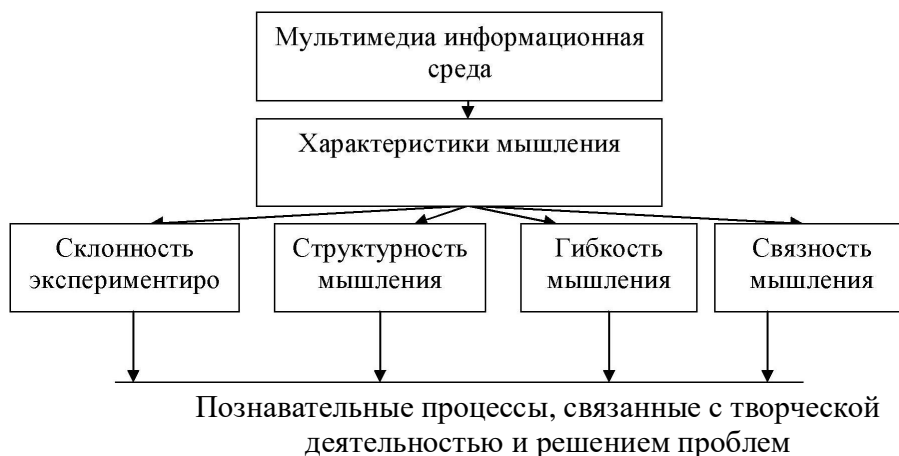 Мультимедиа информационная
среда
Характеристики мышления
Склонность
экспериментиро
Структурность
мышления
Гибкость
мышления
Связность
мышления
Познавательные процессы, связанные с творческой
деятельностью и решением проблем